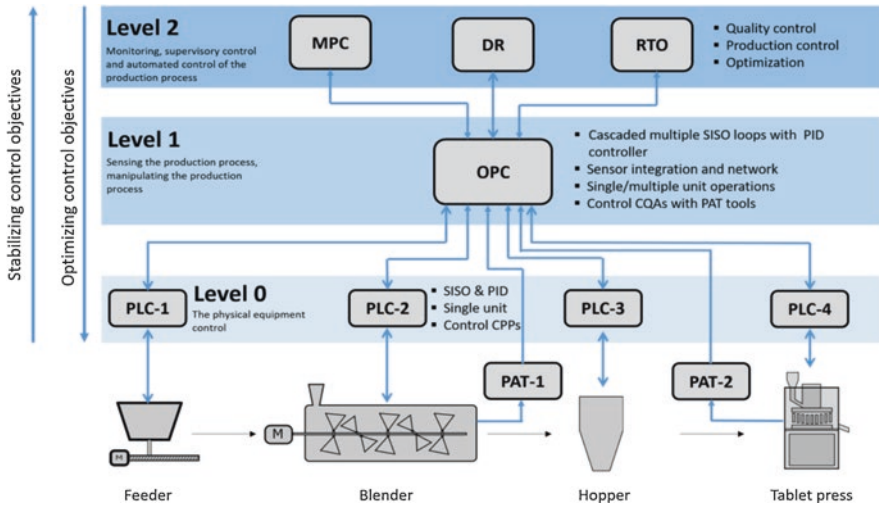 Stabilizing control objectives
Optimizing control objectives
Level 2
Monitoring, supervisory control
and automated control of the
production process
MPC
DR
RTO
▪ Quality control
▪ Production control
▪ Optimization
Level 1
Sensing the production process,
manipulating the production
process
OPC
▪ Cascaded multiple SISO loops with PID
controller
▪ Sensor integration and network
▪ Single/multiple unit operations
▪ Control CQAs with PAT tools
PLC-1
Level 0
The physical equipment
control
PLC-2
▪ SISO & PID
▪ Single unit
▪ Control CPPs
PLC-3
PLC-4
PAT-1
PAT-2
M
M
Feeder
Blender
Hopper
Tablet press